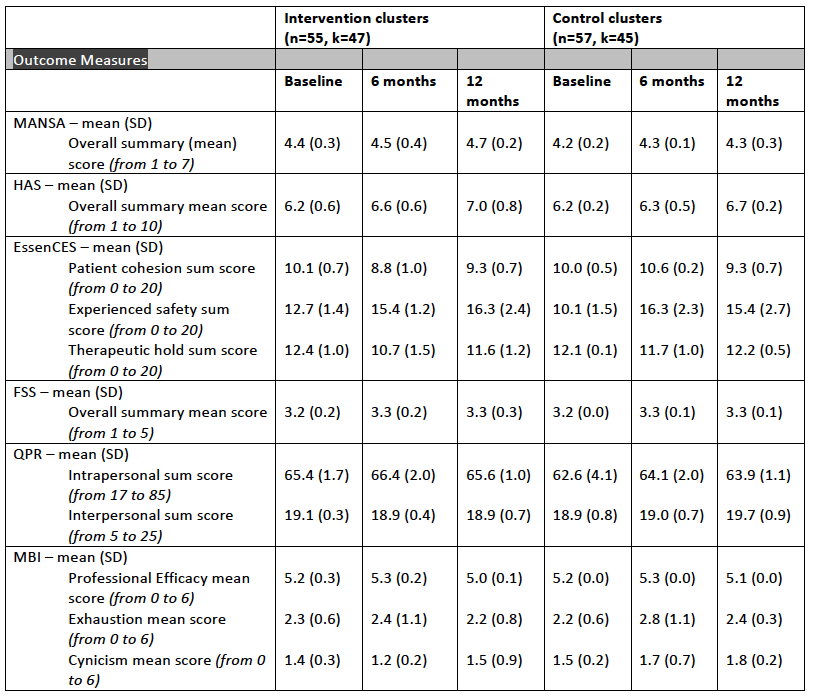 Intervention clusters Control clusters
(n=55, k=47) (n=57, k=45)
Outcome Measures
Baseline 6 months 12 Baseline 6 months 12
months months
MANSA – mean (SD)
Overall summary (mean) 4.4 (0.3) 4.5 (0.4) 4.7 (0.2) 4.2 (0.2) 4.3 (0.1) 4.3 (0.3)
score (from 1 to 7)
HAS – mean (SD)
Overall summary mean score 6.2 (0.6) 6.6 (0.6) 7.0 (0.8) 6.2 (0.2) 6.3 (0.5) 6.7 (0.2)
(from 1 to 10)
EssenCES – mean (SD)
Patient cohesion sum score 10.1 (0.7) 8.8 (1.0) 9.3 (0.7) 10.0 (0.5) 10.6 (0.2) 9.3 (0.7)
(from 0 to 20)
Experienced safety sum 12.7 (1.4) 15.4 (1.2) 16.3 (2.4) 10.1 (1.5) 16.3 (2.3) 15.4 (2.7)
score (from 0 to 20)
Therapeutic hold sum score 12.4 (1.0) 10.7 (1.5) 11.6 (1.2) 12.1 (0.1) 11.7 (1.0) 12.2 (0.5)
(from 0 to 20)
FSS – mean (SD)
Overall summary mean score 3.2 (0.2) 3.3 (0.2) 3.3 (0.3) 3.2 (0.0) 3.3 (0.1) 3.3 (0.1)
(from 1 to 5)
QPR – mean (SD)
Intrapersonal sum score 65.4 (1.7) 66.4 (2.0) 65.6 (1.0) 62.6 (4.1) 64.1 (2.0) 63.9 (1.1)
(from 17 to 85)
Interpersonal sum score 19.1 (0.3) 18.9 (0.4) 18.9 (0.7) 18.9 (0.8) 19.0 (0.7) 19.7 (0.9)
(from 5 to 25)
MBI – mean (SD)
Professional Efficacy mean 5.2 (0.3) 5.3 (0.2) 5.0 (0.1) 5.2 (0.0) 5.3 (0.0) 5.1 (0.0)
score (from 0 to 6)
Exhaustion mean score 2.3 (0.6) 2.4 (1.1) 2.2 (0.8) 2.2 (0.6) 2.8 (1.1) 2.4 (0.3)
(from 0 to 6)
Cynicism mean score (from 0 1.4 (0.3) 1.2 (0.2) 1.5 (0.9) 1.5 (0.2) 1.7 (0.7) 1.8 (0.2)
to 6)